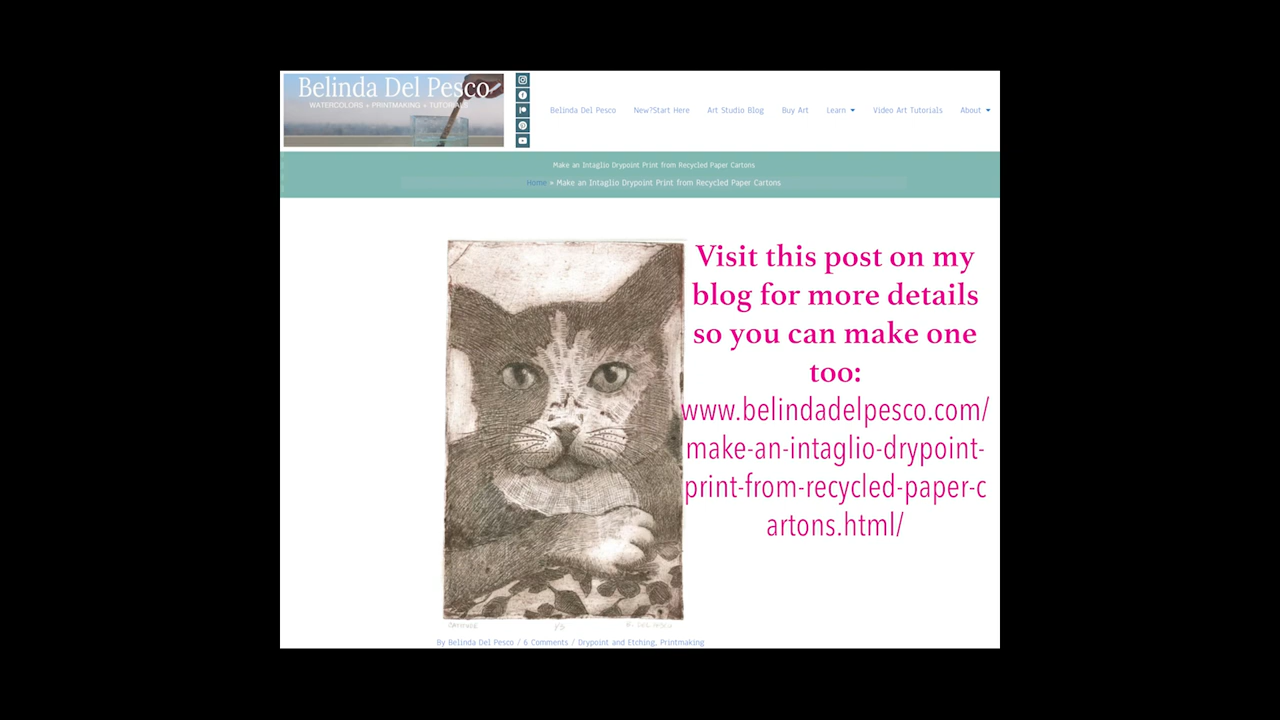 Belinda Del Pesco
WATERCOLORS + PRINTMAKING + TUTORIALS
Belinda Del Pesco New?Start Here Art Studio Blog Buy Art Learn Video Art Tutorials About
Make an Intaglio Drypoint Print from Recycled Paper Cartons
Home » Make an Intaglio Drypoint Print from Recycled Paper Cartons
Visit this post on my
blog for more details
so you can make one
too:
www.belindadelpesco.com/
make-an-intaglio-drypoint-
print-from-recycled-paper-c
artons.html/
B. DEL PESCO
By Belinda Del Pesco / 6 Comments / Drypoint and Etching, Printmaking